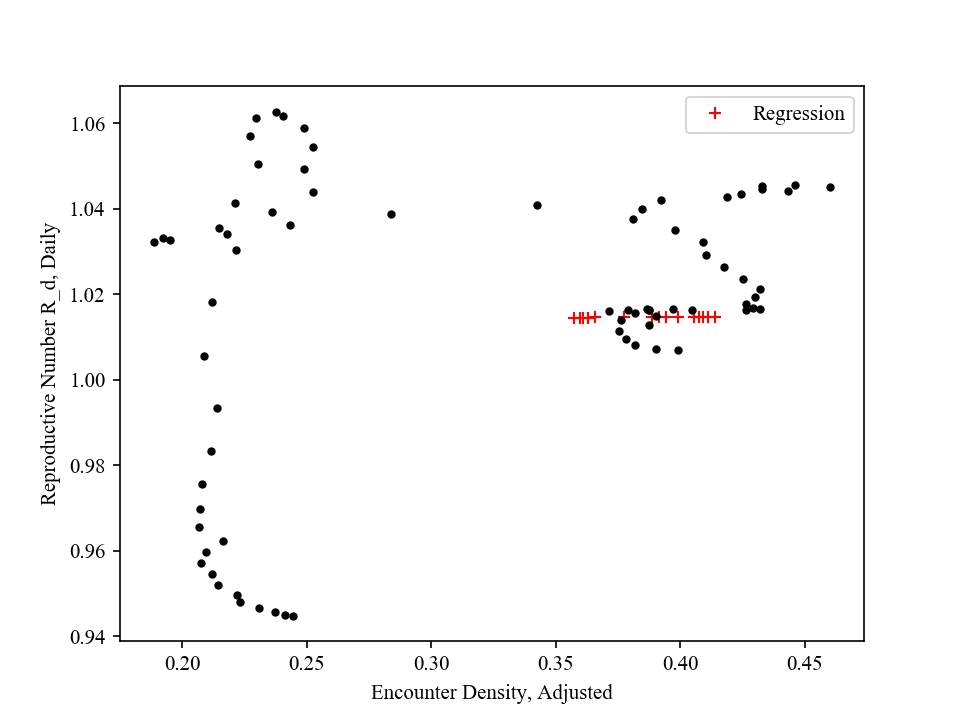 Regression
1.06
1.04
1.02
1.00
0.98
0.96
0.94
Reproductive Number R_d, Daily
0.20 0.25 0.30 0.35 0.40 0.45
Encounter Density, Adjusted